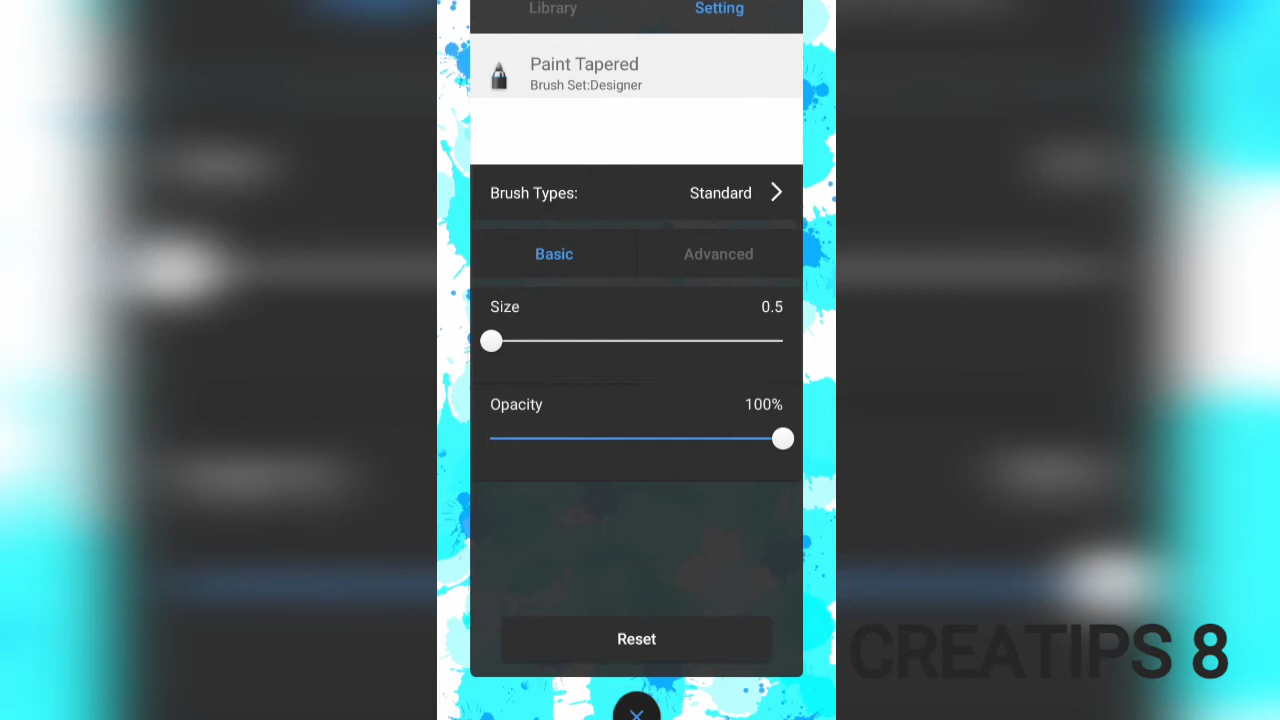 Library Setting
Paint Tapered
Brush Set:Designer
Brush Types: Standard
Basic Advanced
Size 0.5
Opacity 100%
Reset
CREATIPS 8